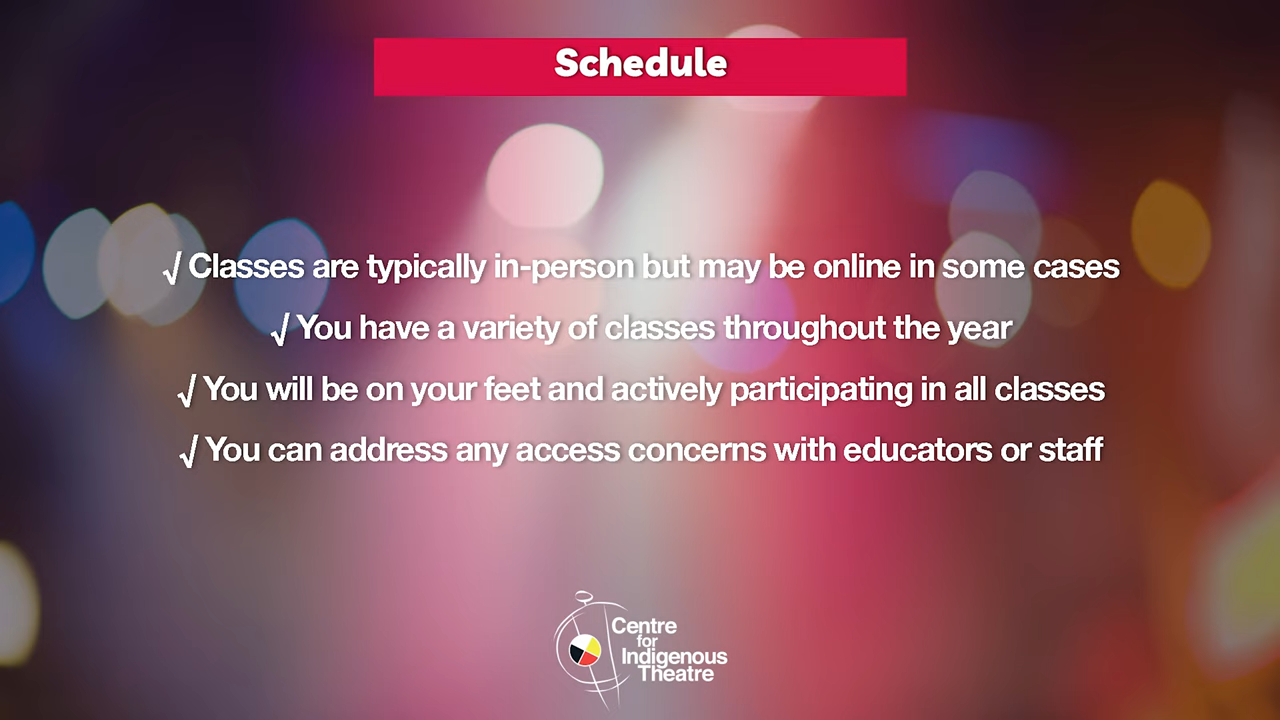 Schedule
√ Classes are typically in-person but may be online in some cases
√ You have a variety of classes throughout the year
√ You will be on your feet and actively participating in all classes
√ You can address any access concerns with educators or staff
Centre
for
Indigenous
Theatre